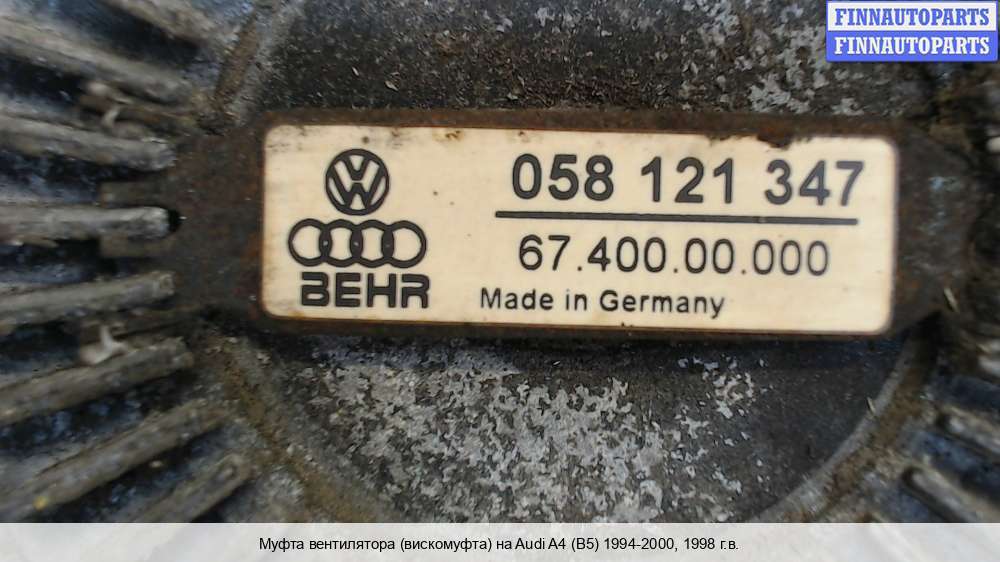 FINNAUTOPARTS
FINNAUTOPARTS
058 121 347
67.400.00.000
BEHR
Made in Germany
Муфта вентилятора (вискомуфта) на Audi A4 (B5) 1994-2000, 1998 г.в.